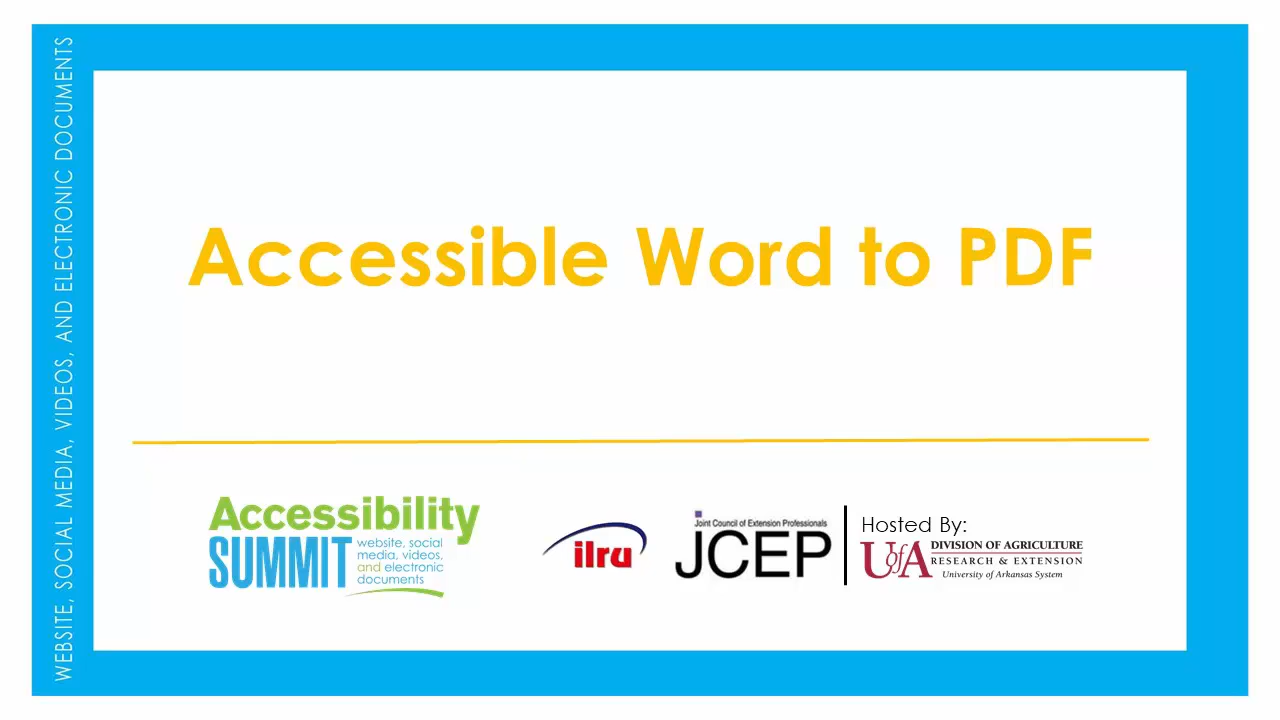 WEBSITE, SOCIAL MEDIA, VIDEOS, AND ELECTRONIC DOCUMENTS
Accessible Word to PDF
Accessibility
SUMMIT
website, social
media, videos,
and electronic
documents
ilru
Joint Council of Extension Professionals
JCEP
Hosted By:
UofA
DIVISION OF AGRICULTURE
RESEARCH & EXTENSION
University of Arkansas System